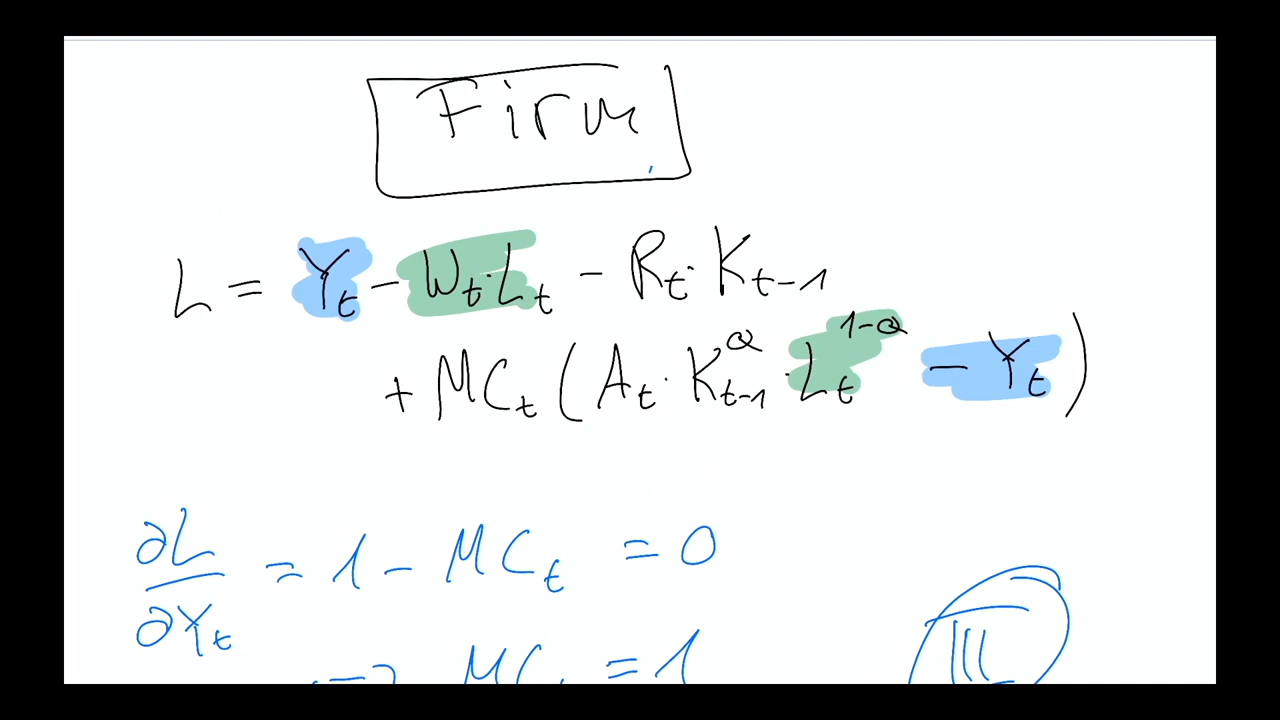 Firm
L = Y_t - W_t · L_t - R_t · K_{t-1}
+ MC_t ( A_t · K_{t-1}^α · L_t^{1-α} - Y_t )
∂L/∂Y_t = 1 - MC_t = 0
→ MC_t = 1
III